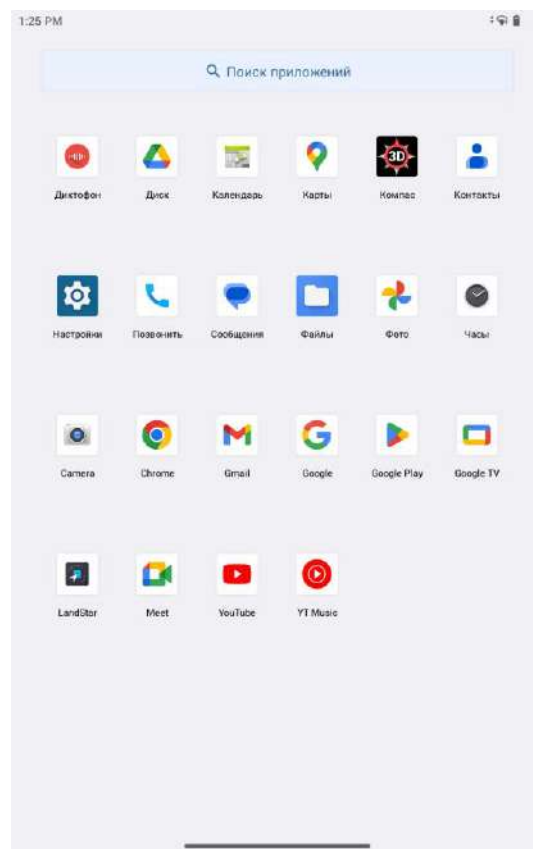 1:25 PM
Поиск приложений
Диктофон Диск Календарь Карты Компас Контакты
3D
Настройки Позвонить Сообщения Файлы Фото Часы
Camera Chrome Gmail Google Google Play Google TV
LandStar Meet YouTube YT Music